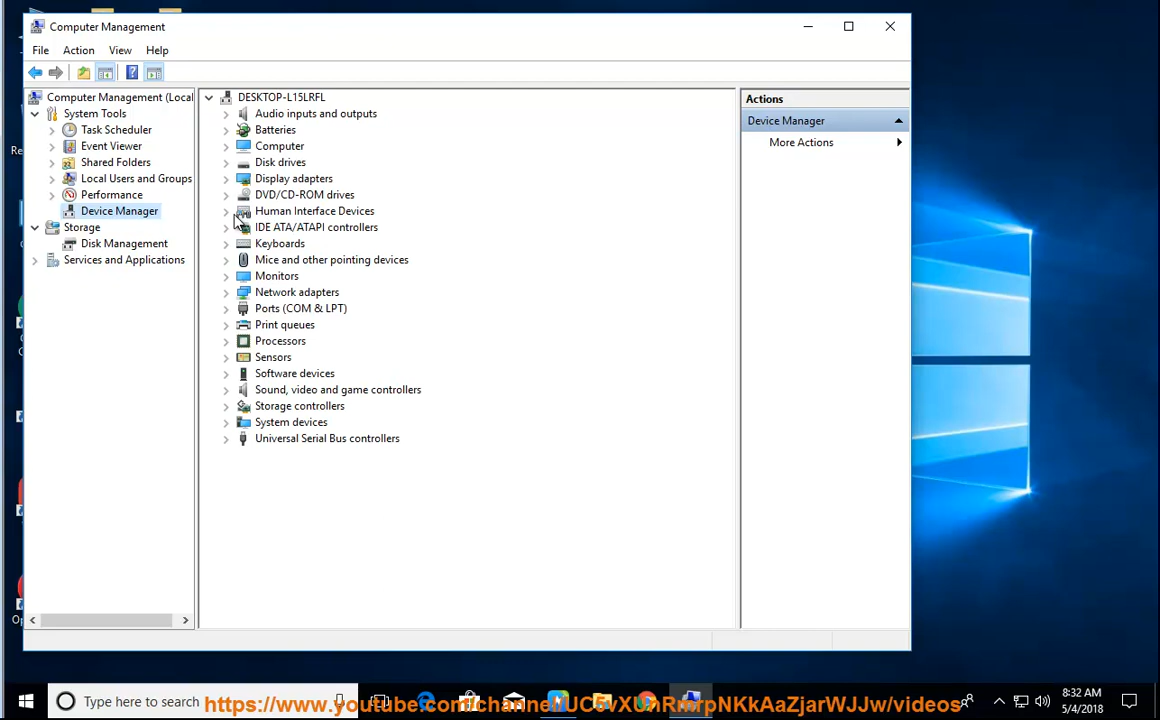 Computer Management
File Action View Help
Computer Management (Local
System Tools
Task Scheduler
Event Viewer
Shared Folders
Local Users and Groups
Performance
Device Manager
Storage
Disk Management
Services and Applications
DESKTOP-L15LRFL
Audio inputs and outputs
Batteries
Computer
Disk drives
Display adapters
DVD/CD-ROM drives
Human Interface Devices
IDE ATA/ATAPI controllers
Keyboards
Mice and other pointing devices
Monitors
Network adapters
Ports (COM & LPT)
Print queues
Processors
Sensors
Software devices
Sound, video and game controllers
Storage controllers
System devices
Universal Serial Bus controllers
Actions
Device Manager
More Actions
Type here to search
8:32 AM
5/4/2018